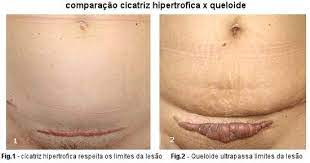 comparação cicatriz hipertrofica x queloide
1
2
Fig.1 - cicatriz hipertrofica respeita os limites da lesão
Fig.2 - Queloide ultrapassa limites da lesão